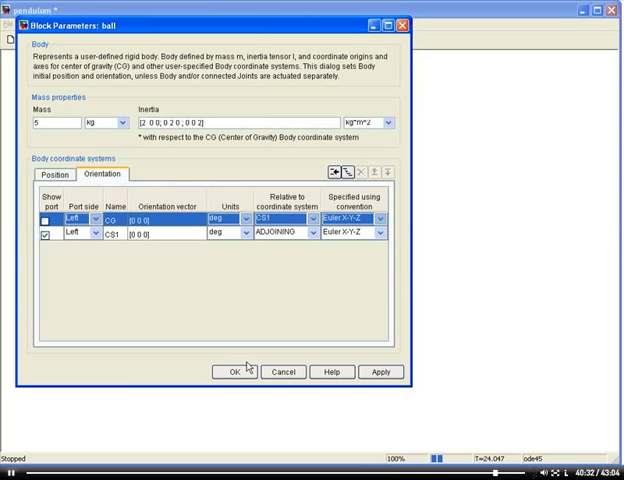 pendulum *
Block Parameters: ball
Body
Represents a user-defined rigid body. Body defined by mass m, inertia tensor I, and coordinate origins and
axes for center of gravity (CG) and other user-specified Body coordinate systems. This dialog sets Body
initial position and orientation, unless Body and/or connected Joints are actuated separately.
Mass properties
Mass
Inertia
5
kg
[2 0 0; 0 2 0 ; 0 0 2]
kg*m^2
* with respect to the CG (Center of Gravity) Body coordinate system
Body coordinate systems
Position
Orientation
Show port
Port side
Name
Orientation vector
Units
Relative to coordinate system
Specified using convention
Left
CG
[0 0 0]
deg
CS1
Euler X-Y-Z
Left
CS1
[0 0 0]
deg
ADJOINING
Euler X-Y-Z
OK
Cancel
Help
Apply
Stopped
100%
T=24.047
ode45
40:32 / 43:04